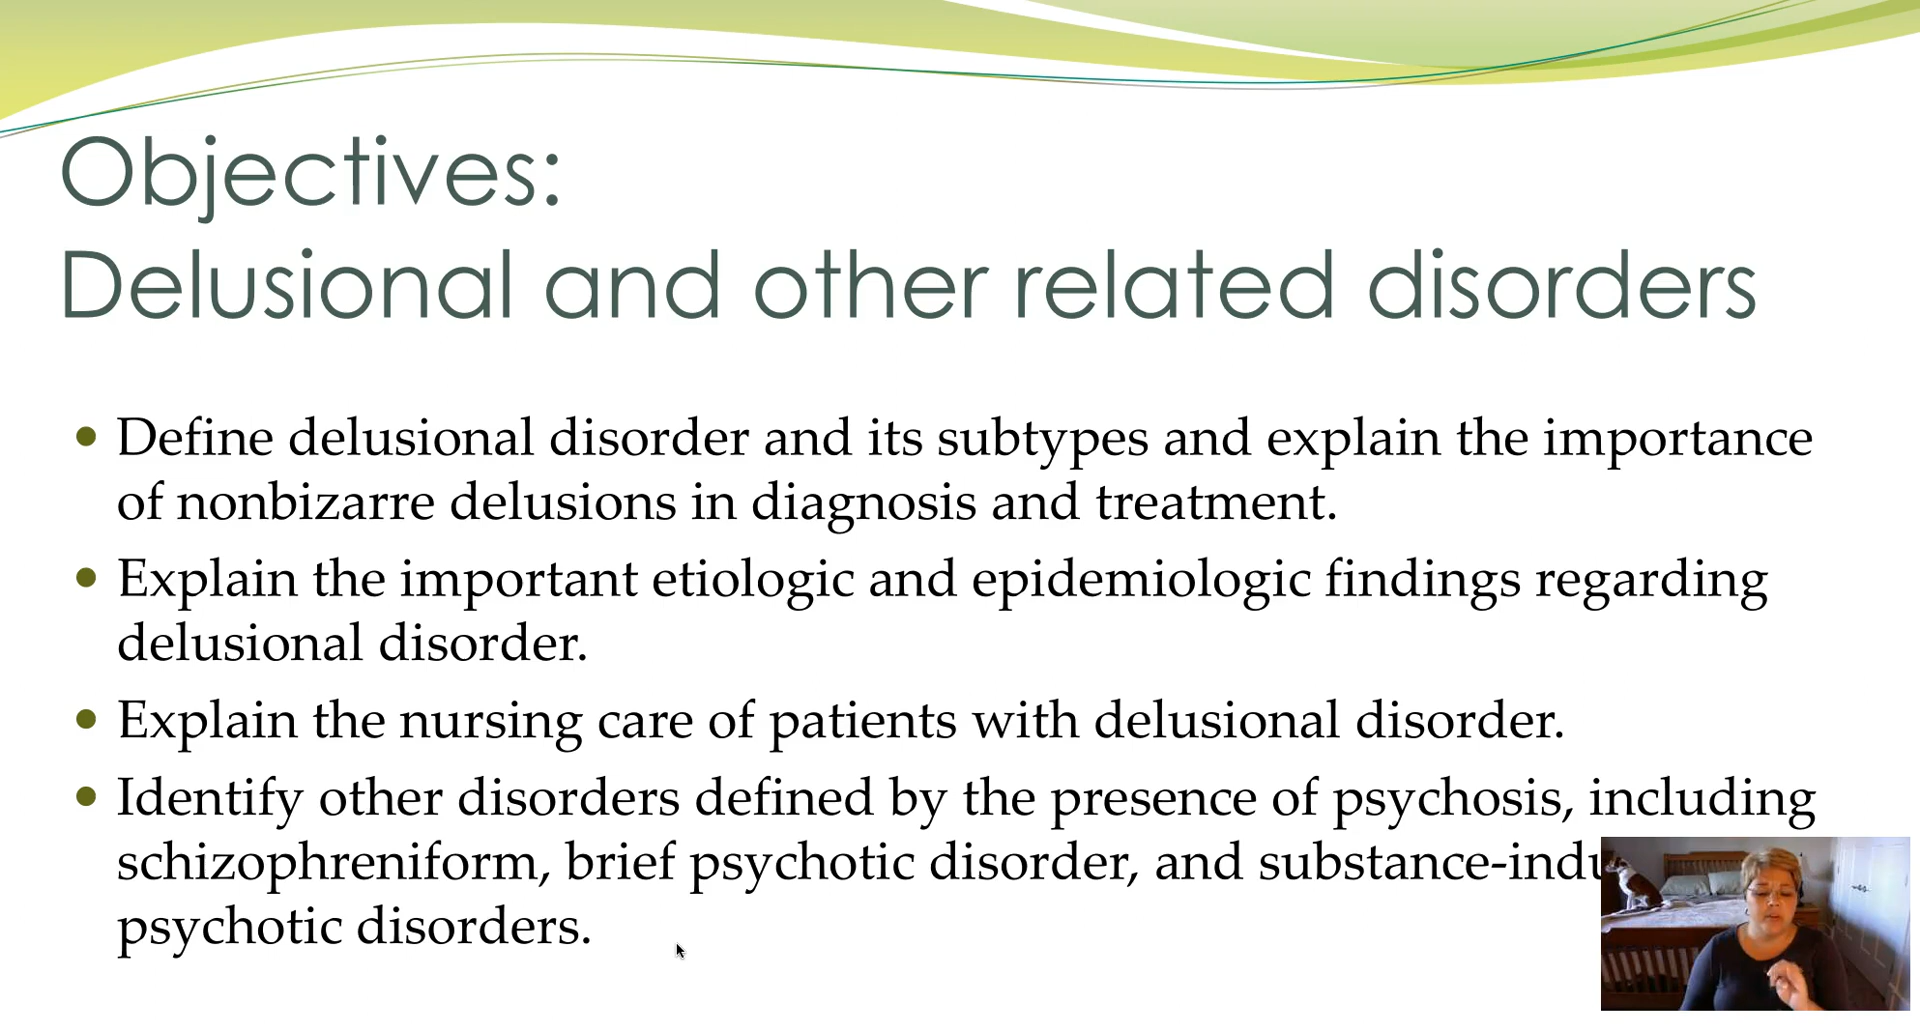 Objectives:
Delusional and other related disorders
• Define delusional disorder and its subtypes and explain the importance
of nonbizarre delusions in diagnosis and treatment.
• Explain the important etiologic and epidemiologic findings regarding
delusional disorder.
• Explain the nursing care of patients with delusional disorder.
• Identify other disorders defined by the presence of psychosis, including
schizophreniform, brief psychotic disorder, and
psychotic disorders.